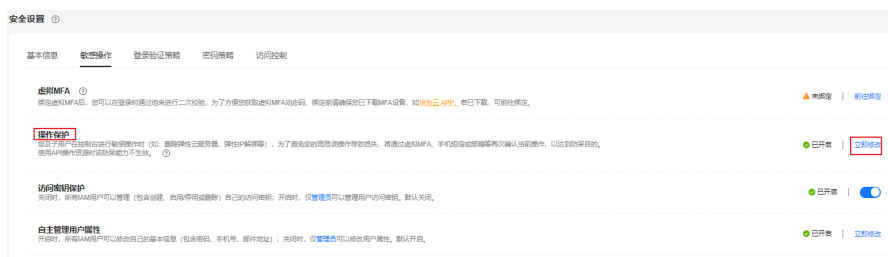 安全设置
基本信息 敏感操作 登录验证策略 密码策略 访问控制
虚拟MFA
绑定虚拟MFA后，您可以在登录时通过他来进行二次校验，为了方便您获取虚拟MFA动态码，绑定前请确保您已下载MFA设备，如华为云 APP，若已下载，可前往绑定。
未绑定 | 前往绑定
操作保护
您及子用户在控制台进行敏感操作时（如：删除弹性云服务器、弹性IP解绑等），为了避免您的高危误操作导致损失，将通过虚拟MFA、手机短信或邮箱等再次确认当前操作，以达到防呆目的。
使用API操作资源时该防呆能力不生效。
已开启 | 立即修改
访问密钥保护
关闭时，所有IAM用户可以管理（包含创建、启用/停用或删除）自己的访问密钥；开启时，仅管理员可以管理用户访问密钥。默认关闭。
已开启 |
自主管理用户属性
开启时，所有IAM用户可以修改自己的基本信息（包含密码、手机号、邮件地址）；关闭时，仅管理员可以修改用户属性。默认开启。
已开启 | 立即修改